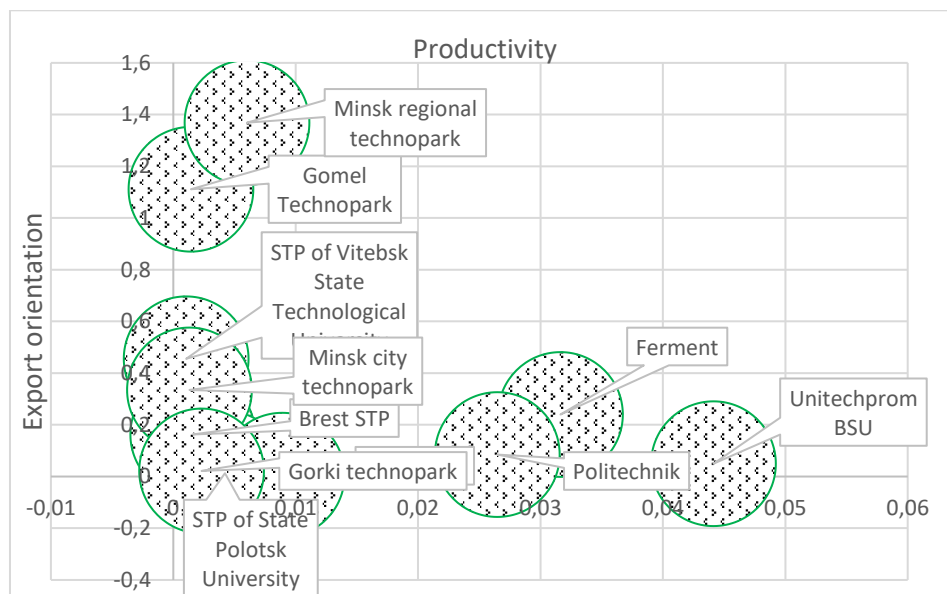 Productivity
Export orientation
1,6
1,4
1,2
1
0,8
0,6
0,4
0,2
0
-0,2
-0,4
-0,01
0
0,01
0,02
0,03
0,04
0,05
0,06
Minsk regional
technopark
Gomel
Technopark
STP of Vitebsk
State
Technological
University
Minsk city
technopark
Brest STP
Gorki technopark
STP of State
Polotsk
University
Ferment
Politechnik
Unitechprom
BSU